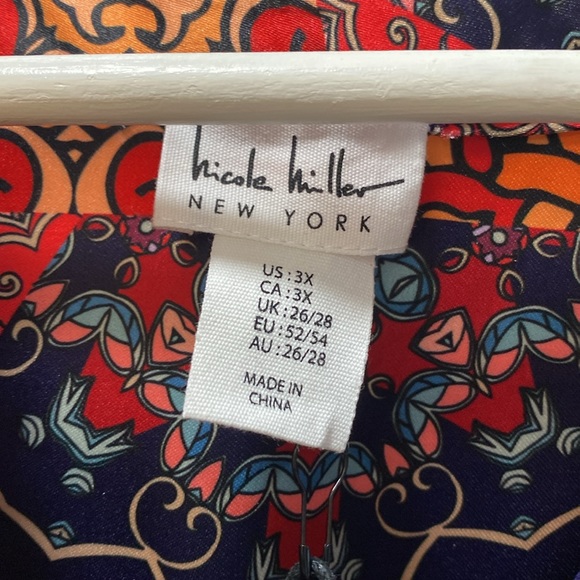 nicole miller
NEW YORK
US : 3X
CA : 3X
UK : 26/28
EU : 52/54
AU : 26/28
MADE IN
CHINA